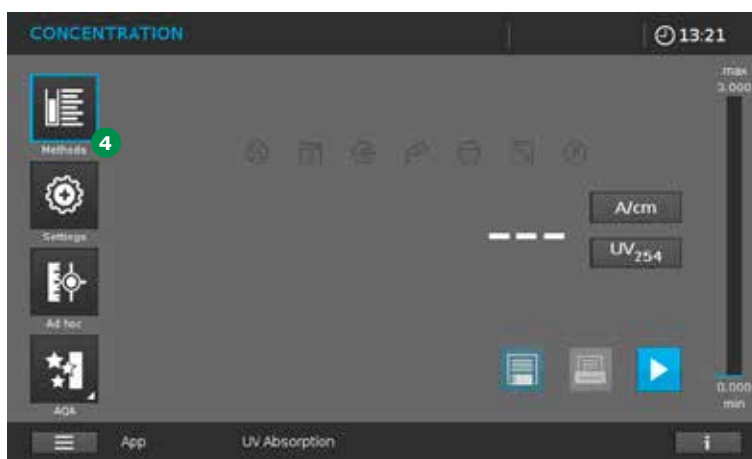 CONCENTRATION
13:21
max
3.000
Methods
4
Settings
A/cm
UV254
Ad hoc
AQA
0.000
min
App
UV Absorption
i